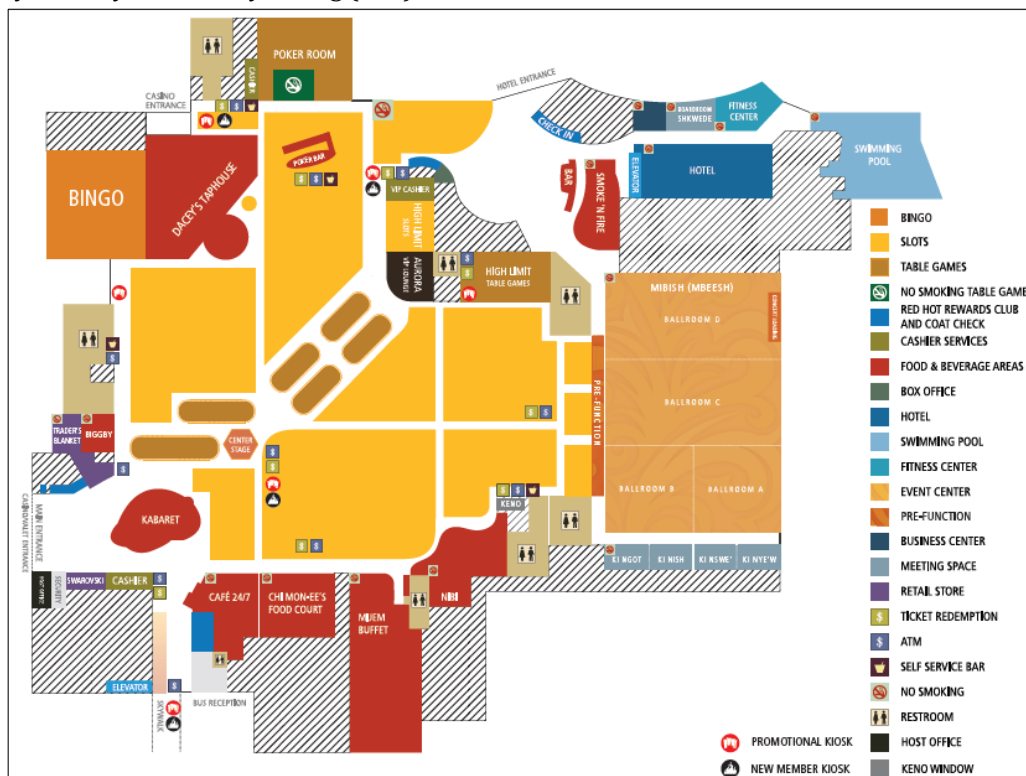 POKER ROOM
CASHIER
HOTEL ENTRANCE
CASINO
ENTRANCE
CHECK IN
BOARDROOM
SHKWEDE
FITNESS
CENTER
SWIMMING
POOL
HOTEL
ELEVATOR
POKER BAR
BINGO
DACEY'S TAPHOUSE
VIP CASHIER
HIGH LIMIT
SLOTS
BAR
SMOKE 'N FIRE
AURORA
VIP LOUNGE
HIGH LIMIT
TABLE GAMES
MIBISH (MBEESH)
BALLROOM D
CONCERT LOADING
PRE-FUNCTION
BALLROOM C
BALLROOM B
BALLROOM A
TRADER'S
BLANKET
BIGGBY
CENTER
STAGE
KENO
KABARET
MAIN ENTRANCE
CASINO/VALET ENTRANCE
KI NGOT
KI NISH
KI NSWE'
KI NYE'W
SECURITY
SWAROVSKI
CASHIER
CAFÉ 24/7
CHI MON-EE'S
FOOD COURT
MIJEM
BUFFET
NIBI
ELEVATOR
SKYWALK
BUS RECEPTION
BINGO
SLOTS
TABLE GAMES
NO SMOKING TABLE GAME
RED HOT REWARDS CLUB
AND COAT CHECK
CASHIER SERVICES
FOOD & BEVERAGE AREAS
BOX OFFICE
HOTEL
SWIMMING POOL
FITNESS CENTER
EVENT CENTER
PRE-FUNCTION
BUSINESS CENTER
MEETING SPACE
RETAIL STORE
$ TICKET REDEMPTION
$ ATM
SELF SERVICE BAR
NO SMOKING
RESTROOM
HOST OFFICE
KENO WINDOW
PROMOTIONAL KIOSK
NEW MEMBER KIOSK